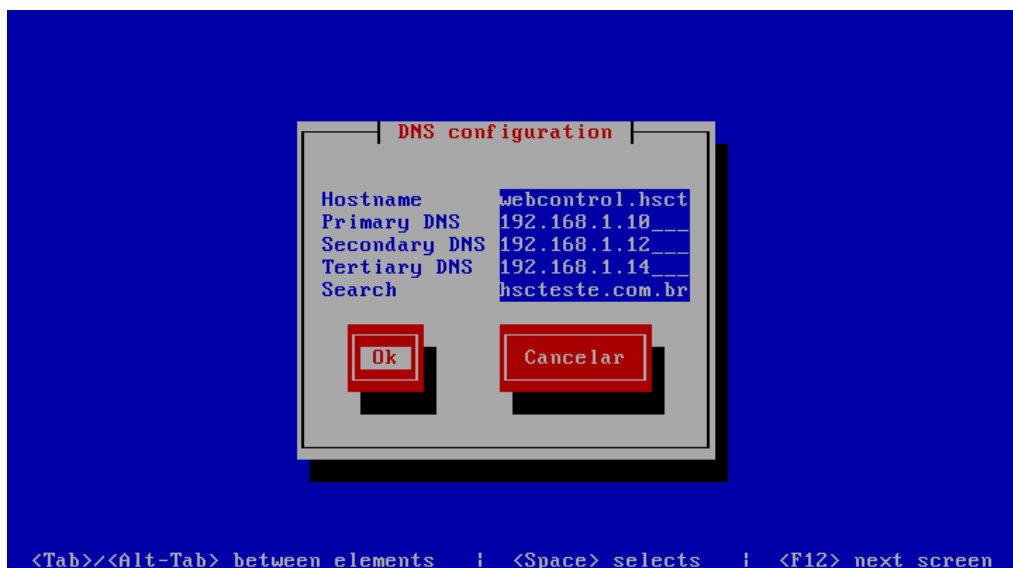 DNS configuration
Hostname webcontrol.hsct
Primary DNS 192.168.1.10___
Secondary DNS 192.168.1.12___
Tertiary DNS 192.168.1.14___
Search hscteste.com.br
Ok Cancelar
<Tab>/<Alt-Tab> between elements | <Space> selects | <F12> next screen